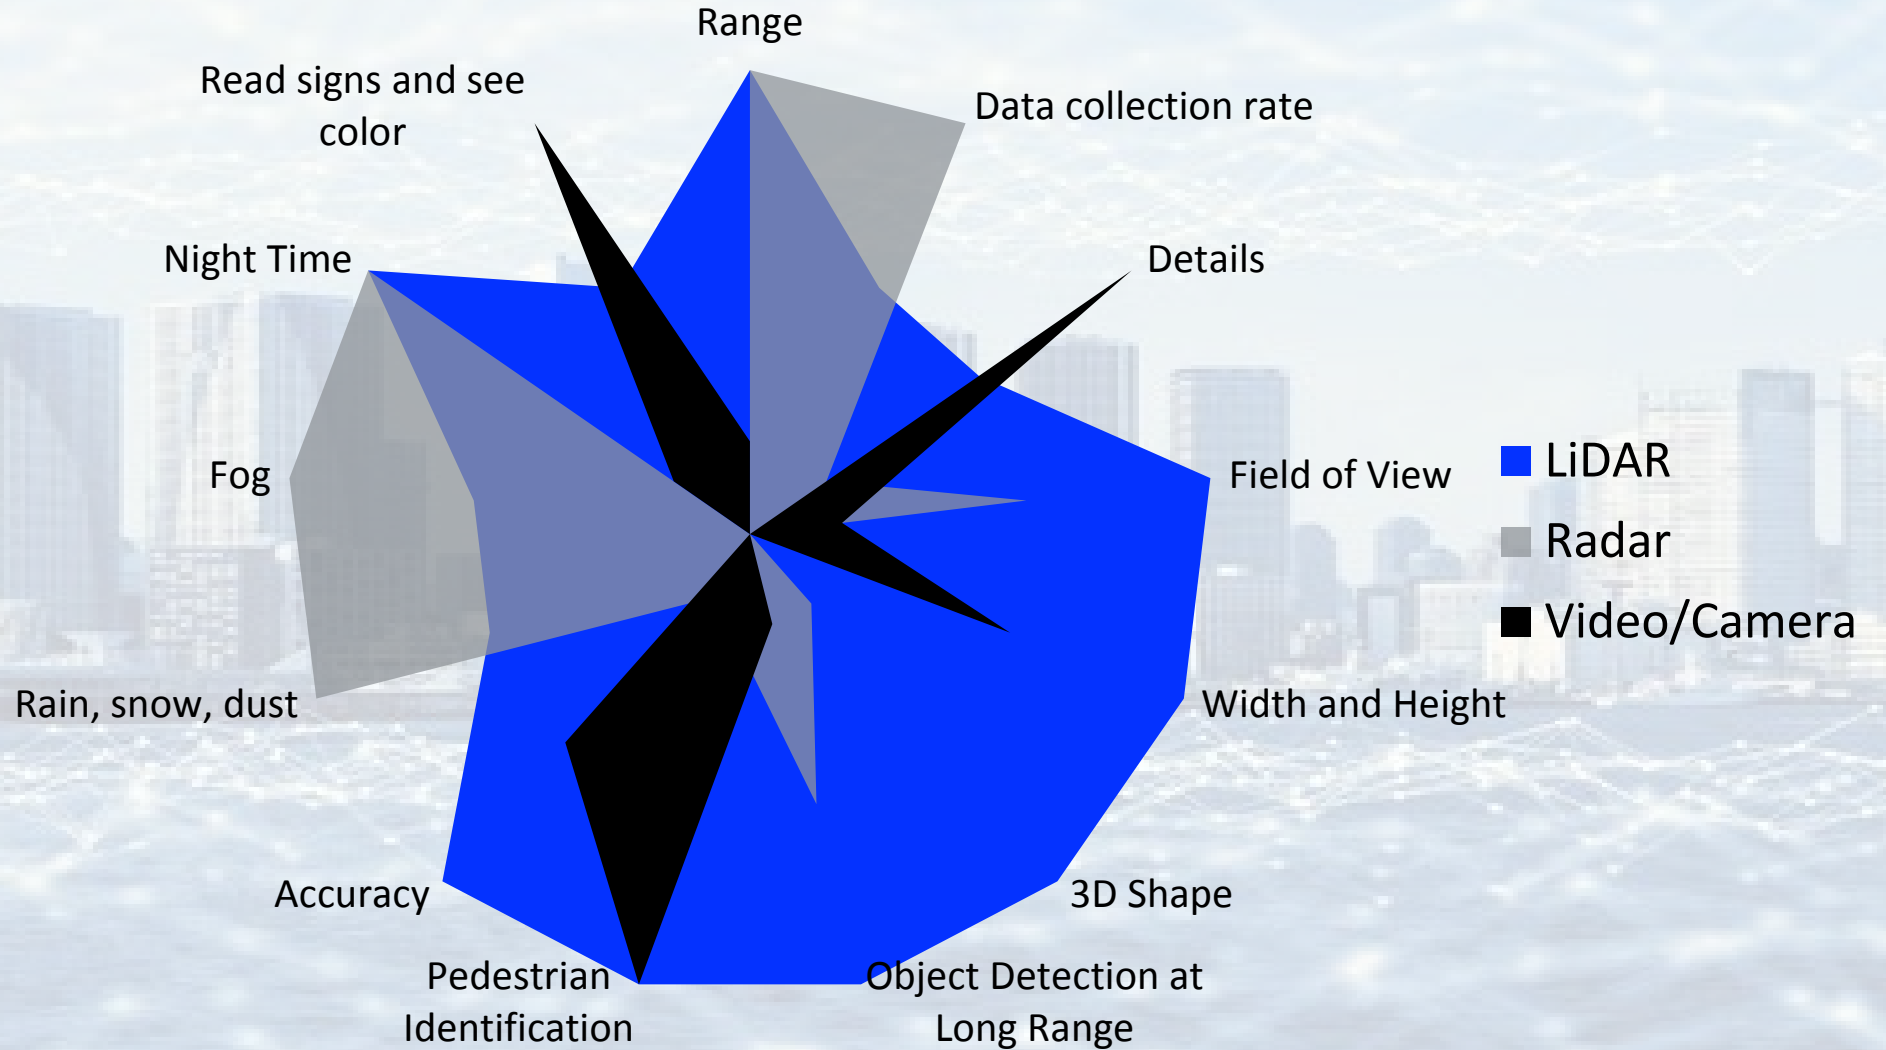 Range
Read signs and see
color
Data collection rate
Night Time
Details
Fog
Field of View
LiDAR
Radar
Video/Camera
Rain, snow, dust
Width and Height
Accuracy
3D Shape
Pedestrian
Identification
Object Detection at
Long Range